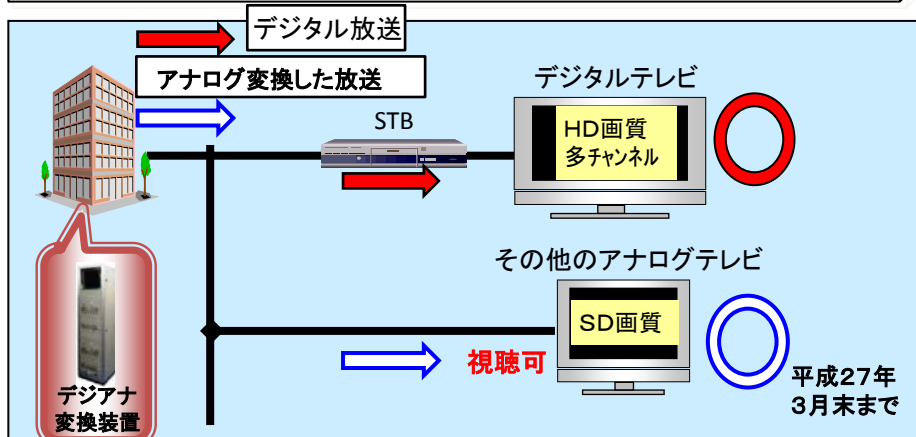 デジタル放送
アナログ変換した放送
STB
デジタルテレビ
HD画質
多チャンネル
その他のアナログテレビ
SD画質
視聴可
平成27年
3月末まで
デジアナ
変換装置